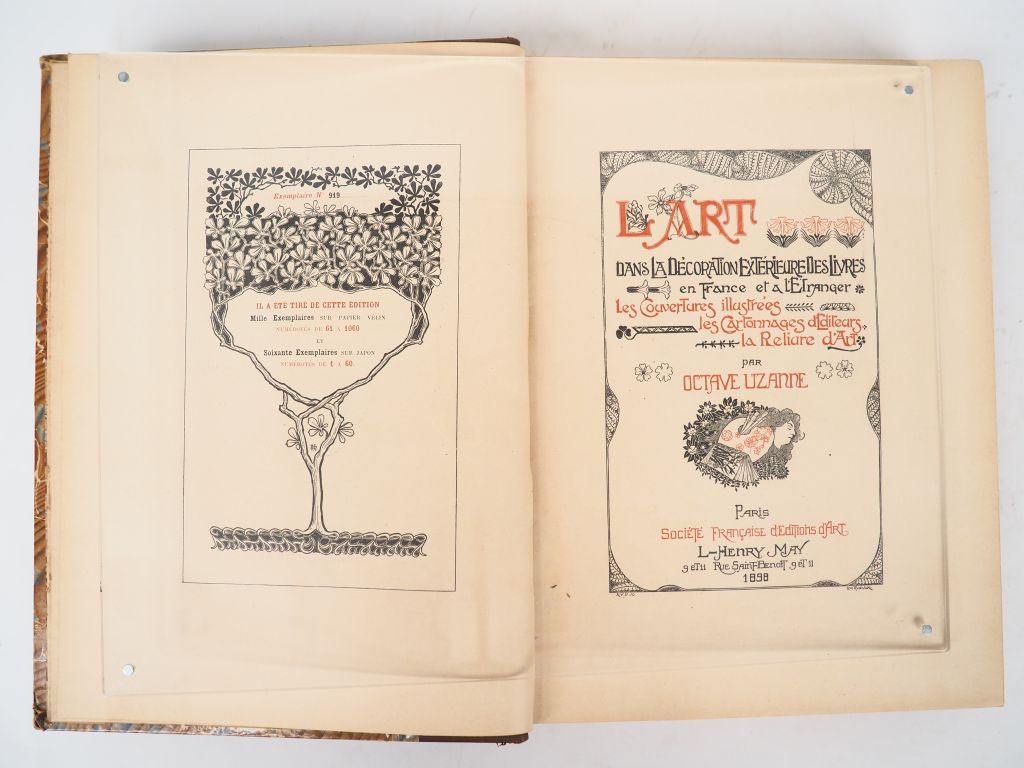 Exemplaire N° 919
IL A ÉTÉ TIRÉ DE CETTE ÉDITION
Mille Exemplaires SUR PAPIER VÉLIN
NUMÉROTÉS DE 61 À 1060
ET
Soixante Exemplaires SUR JAPON
NUMÉROTÉS DE 1 À 60.
L'ART
DANS LA DÉCORATION EXTÉRIEURE DES LIVRES
en France et à l'Étranger
les Couvertures illustrées
les Cartonnages d'Éditeurs
la Reliure d'Art
PAR
OCTAVE UZANNE
PARIS
SOCIÉTÉ FRANÇAISE d'EDITIONS d'ART
L-HENRY MAY
9 ET 11 RUE SAINT-BENOIT 9 ET 11
1898